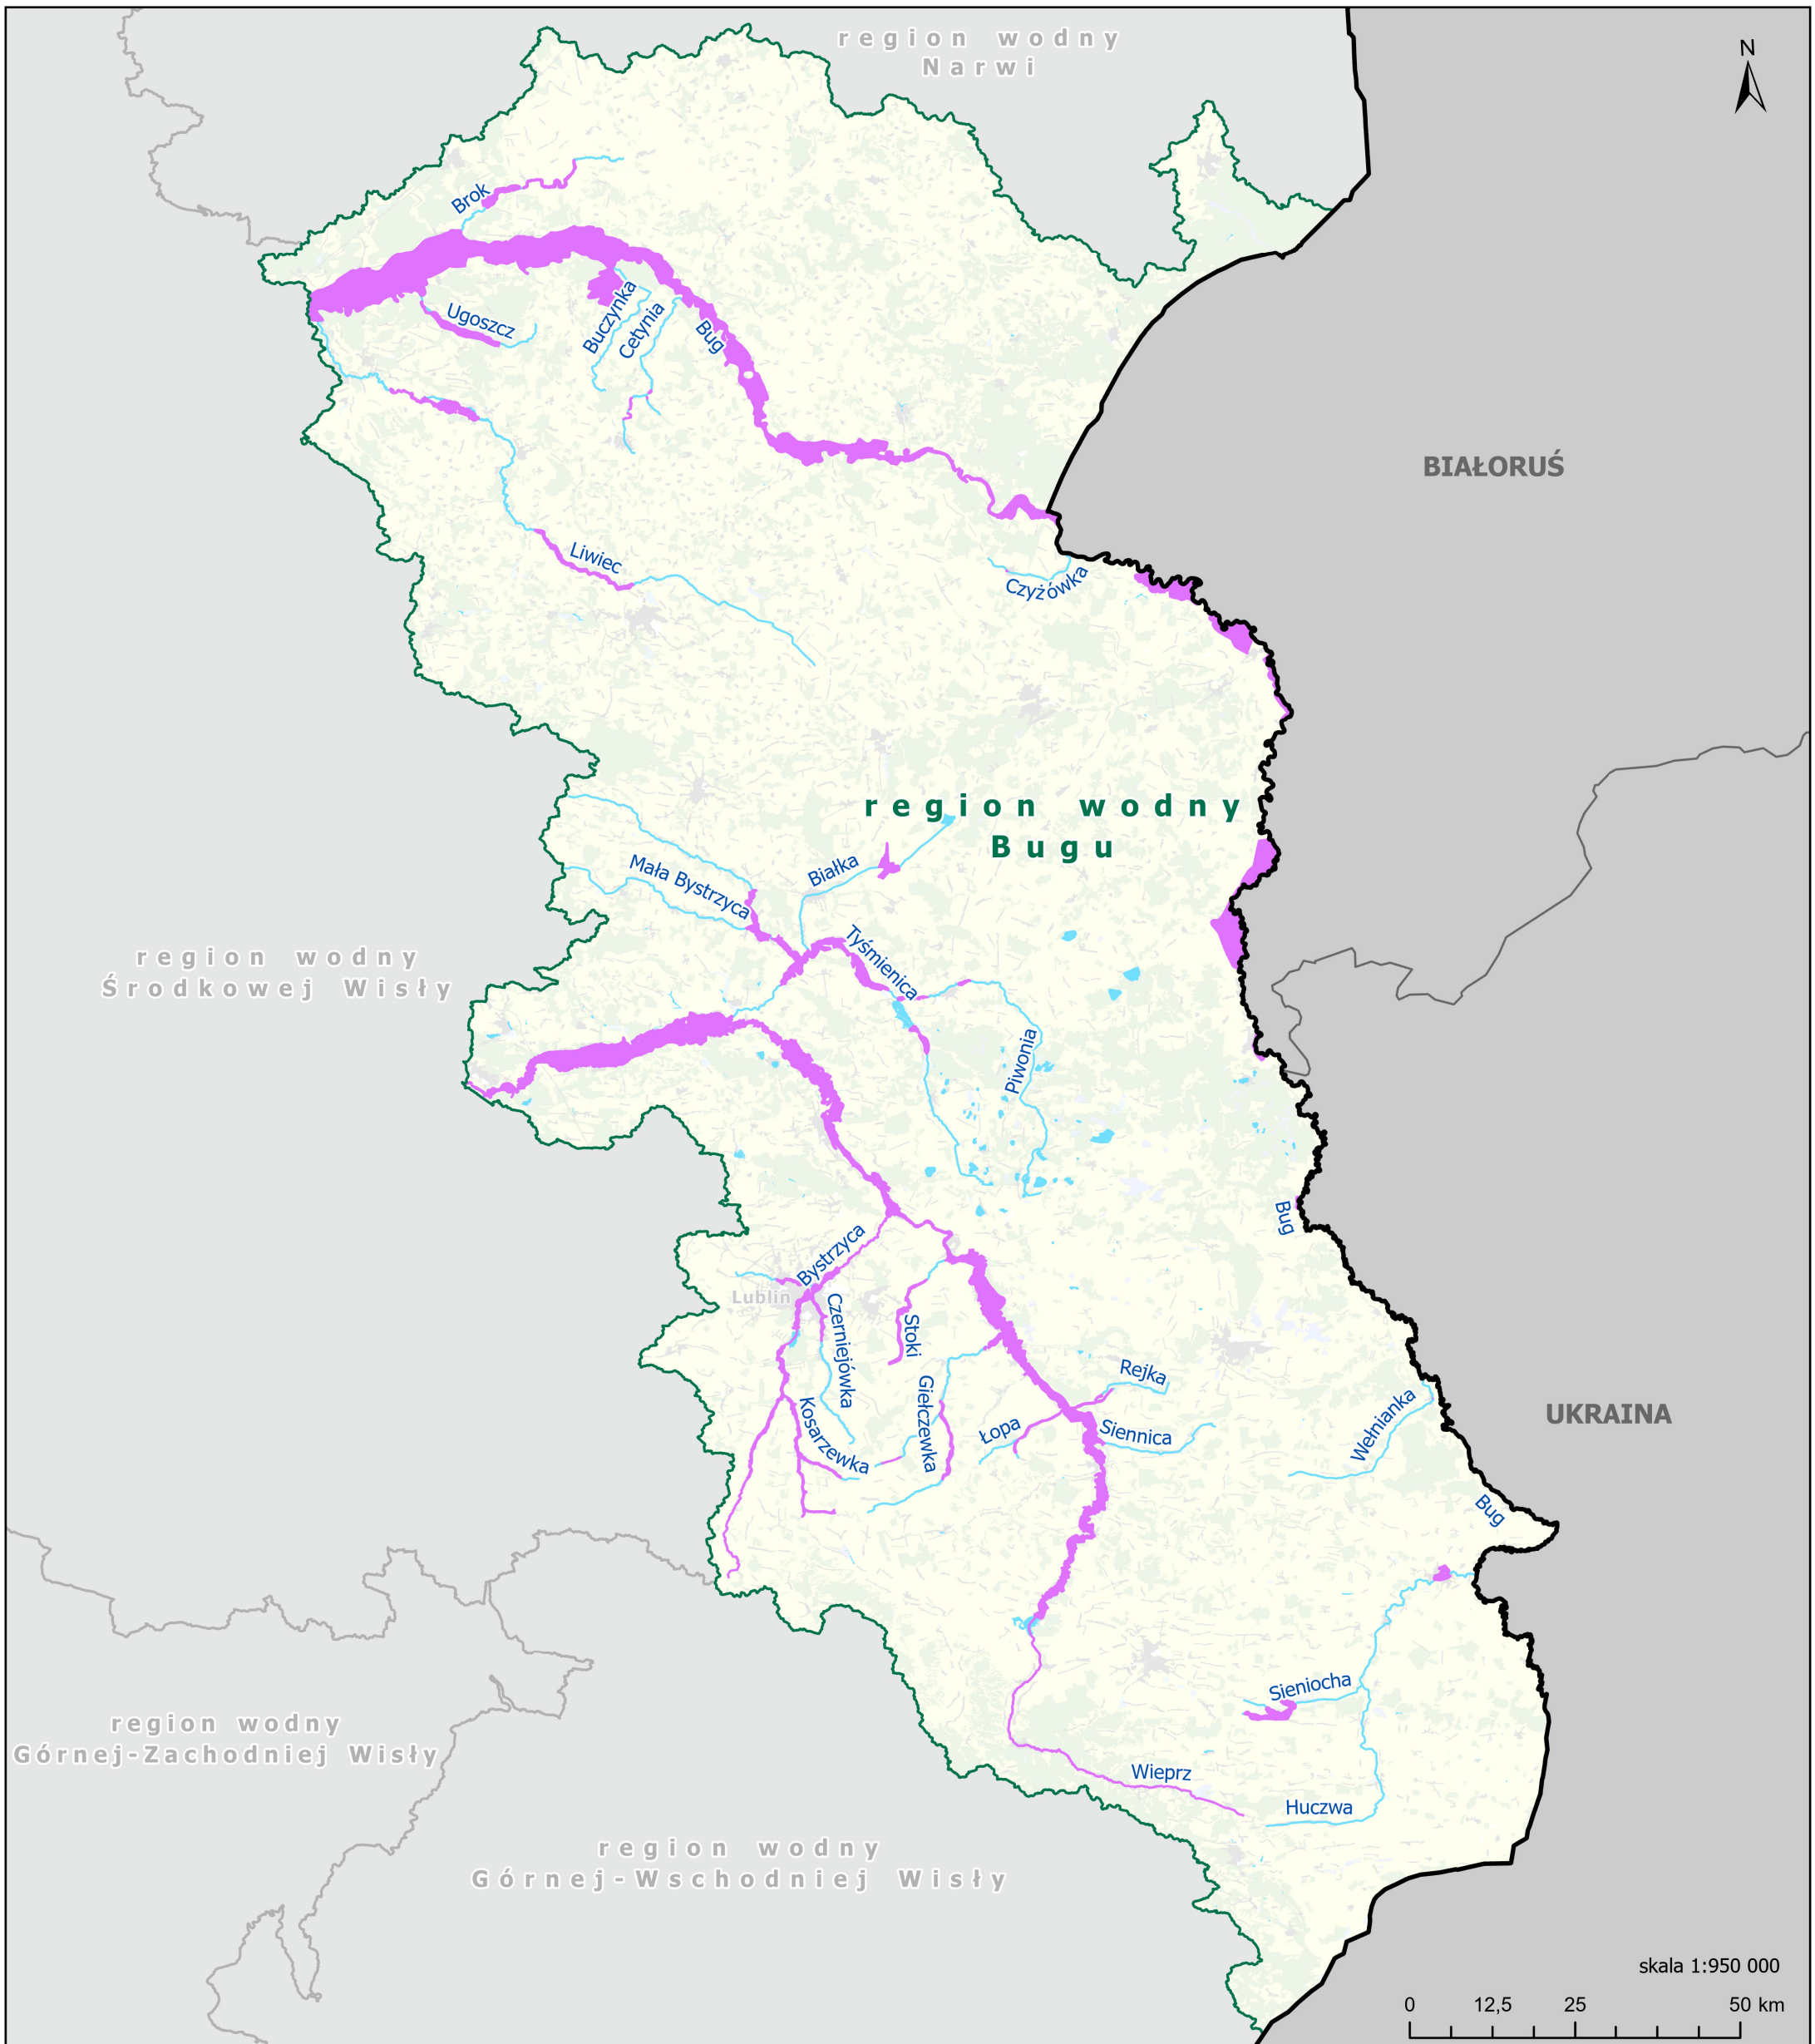 region wodny
Narwi
N
Brok
Ugoszcz
Buczynka
Cetynia
Bug
BIAŁORUŚ
Liwiec
Czyżówka
region wodny
Bugu
Mała Bystrzyca
Białka
Tyśmienica
region wodny
Środkowej Wisły
Piwonia
Bug
Bystrzyca
Lublin
Czerniejówka
Stoki
Rejka
Giełczewka
Kosarzewka
Łopa
Siennica
Wełnianka
UKRAINA
Bug
Sieniocha
region wodny
Górnej-Zachodniej Wisły
Wieprz
Huczwa
region wodny
Górnej-Wschodniej Wisły
skala 1:950 000
0 12,5 25 50 km